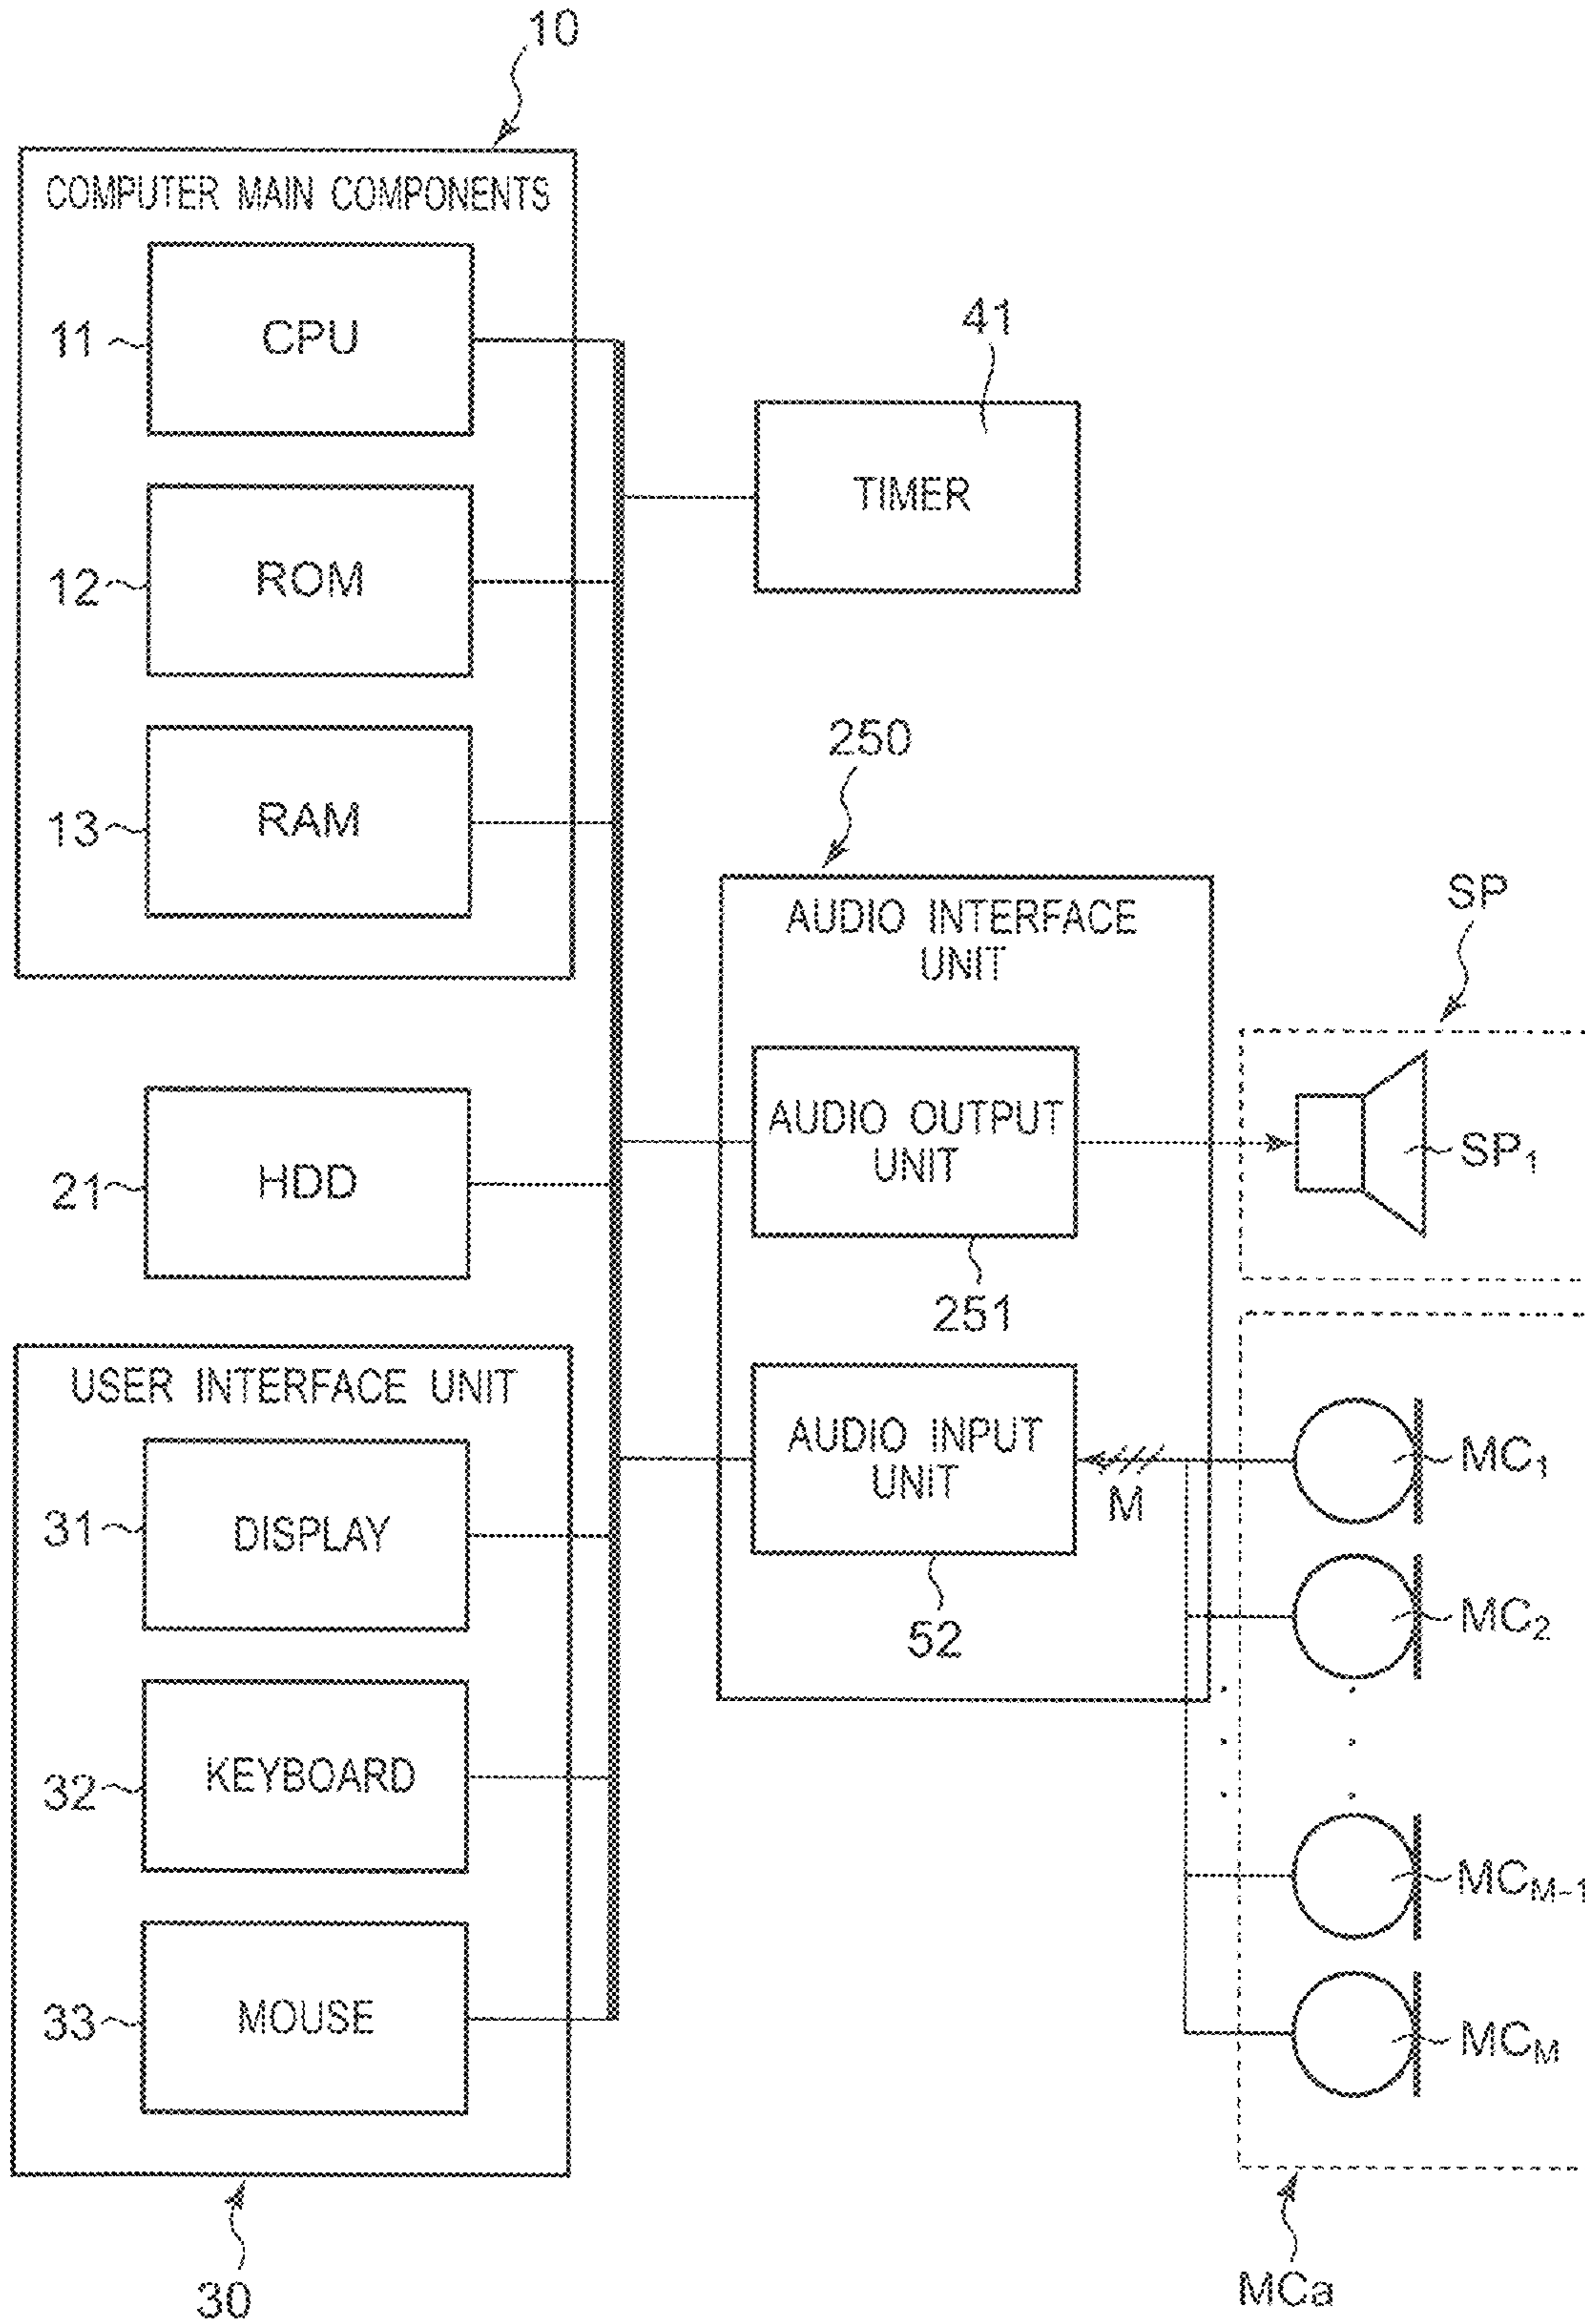 10
COMPUTER MAIN COMPONENTS
11
CPU
41
TIMER
12
ROM
13
RAM
250
AUDIO INTERFACE
UNIT
SP
AUDIO OUTPUT
UNIT
SP₁
21
HDD
251
USER INTERFACE UNIT
AUDIO INPUT
UNIT
M
MC₁
31
DISPLAY
52
MC₂
32
KEYBOARD
MC_M-1
33
MOUSE
MC_M
30
MCa